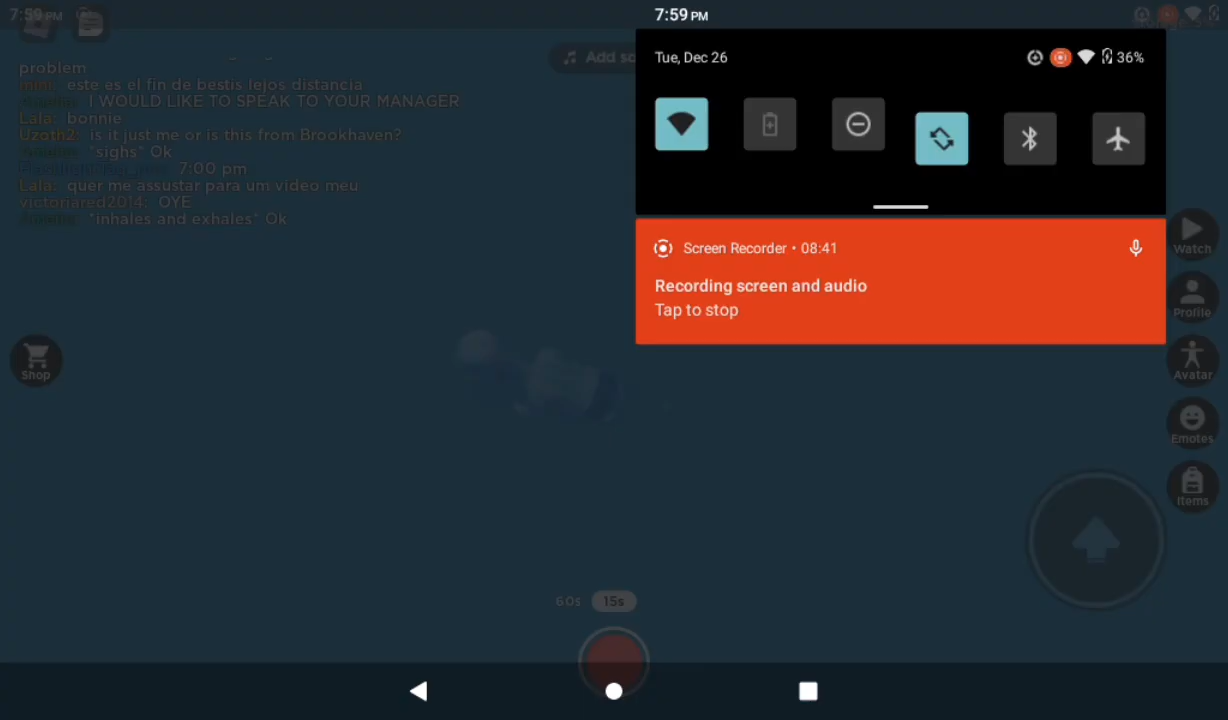 7:59 PM
7:59 PM
Tue, Dec 26
36%
Add so
problem
mini: este es el fin de bestis lejos distancia
I WOULD LIKE TO SPEAK TO YOUR MANAGER
Lala: bonnie
Uzoth2: is it just me or is this from Brookhaven?
"sighs" Ok
7:00 pm
Lala: quer me assustar para um video meu
victoriared2014: OYE
"inhales and exhales" Ok
Screen Recorder • 08:41
Recording screen and audio
Tap to stop
Watch
Profile
Shop
Avatar
Emotes
Items
60s 15s